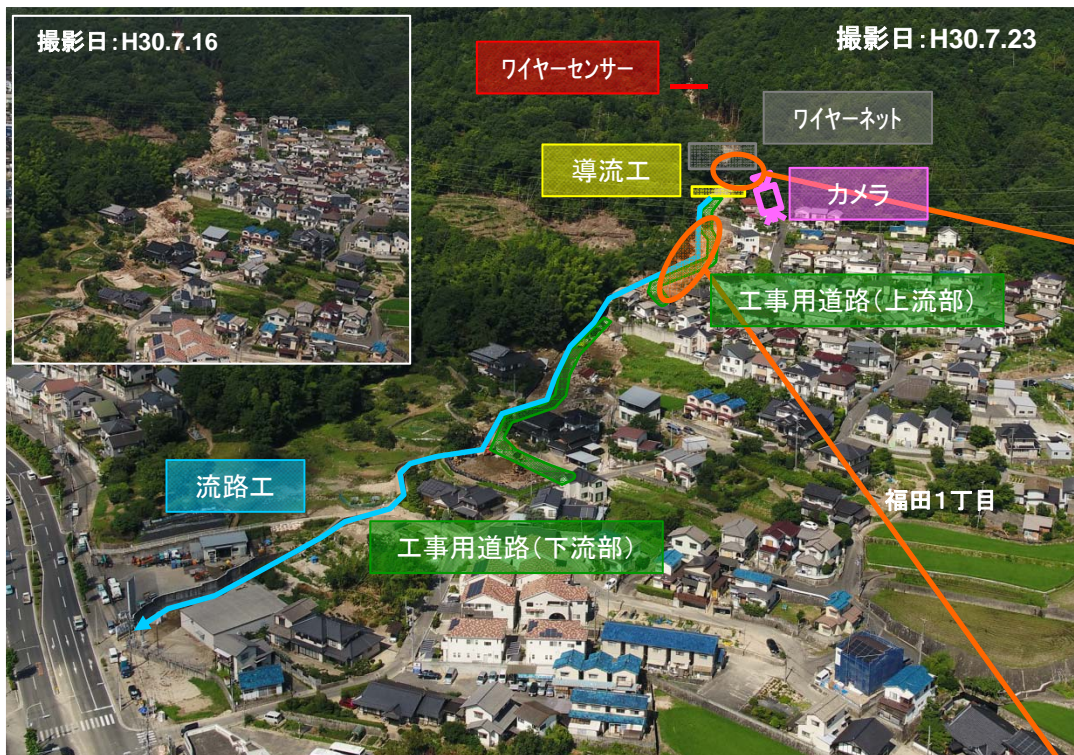 撮影日：H30.7.16
撮影日：H30.7.23
ワイヤーセンサー
ワイヤーネット
導流工
カメラ
工事用道路（上流部）
流路工
福田1丁目
工事用道路（下流部）